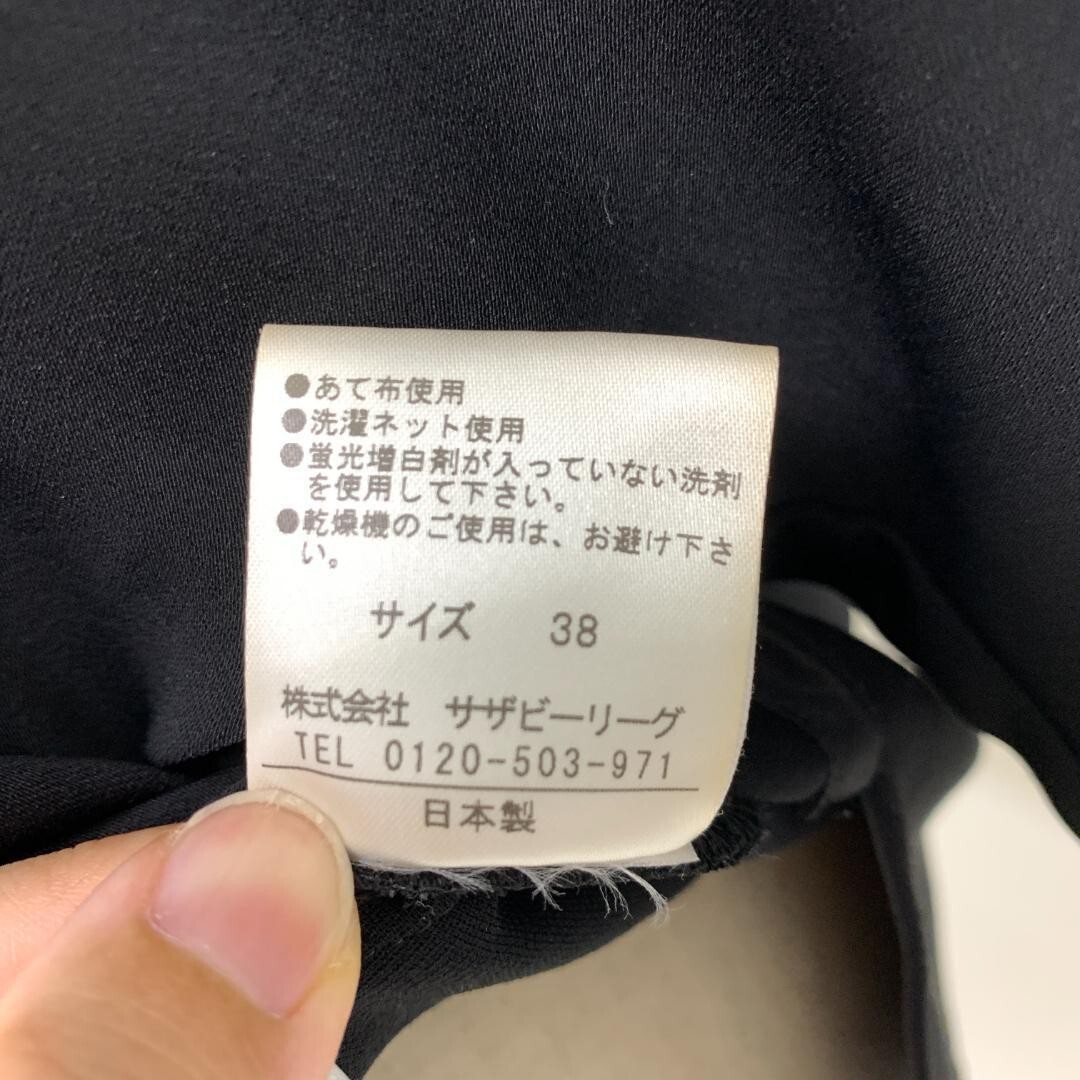 ●あて布使用
●洗濯ネット使用
●蛍光増白剤が入っていない洗剤
を使用して下さい。
●乾燥機のご使用は、お避け下さ
い。
サイズ 38
株式会社 サザビーリーグ
TEL 0120-503-971
日本製